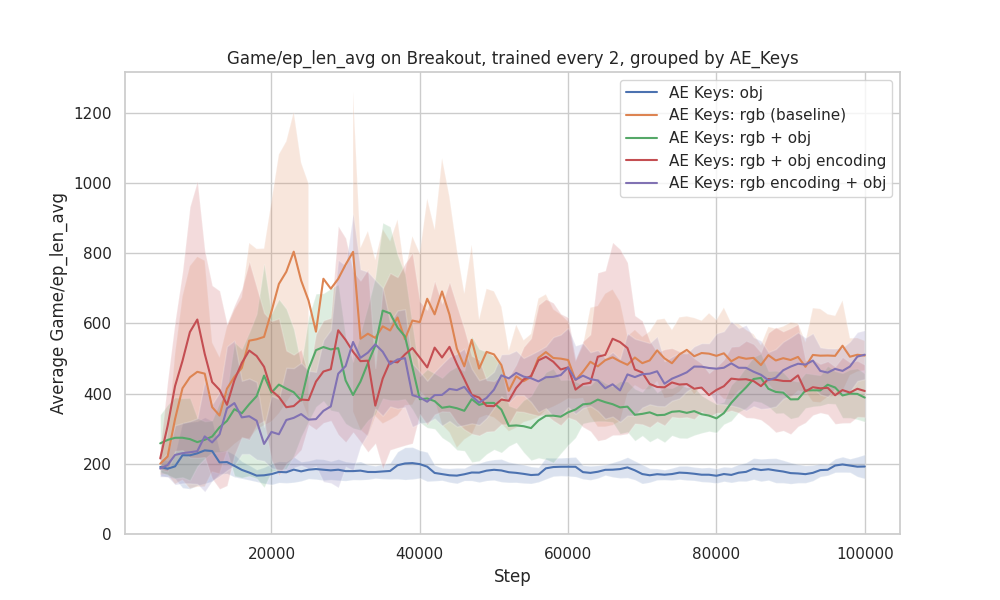 Game/ep_len_avg on Breakout, trained every 2, grouped by AE_Keys
AE Keys: obj
AE Keys: rgb (baseline)
AE Keys: rgb + obj
AE Keys: rgb + obj encoding
AE Keys: rgb encoding + obj
Average Game/ep_len_avg
1200
1000
800
600
400
200
0
20000
40000
60000
80000
100000
Step